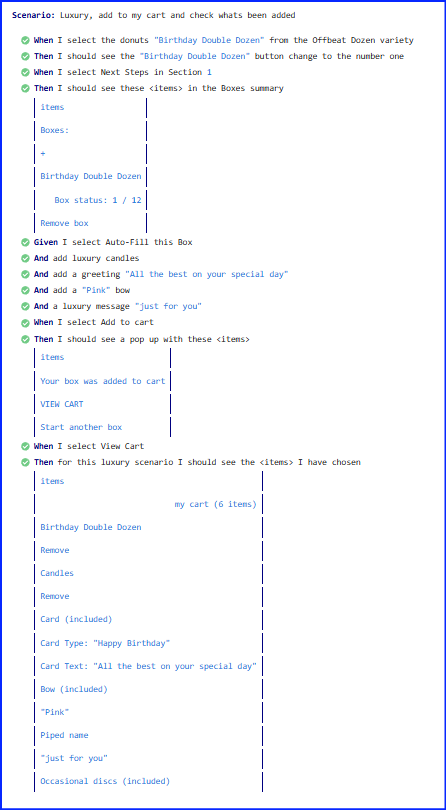 Scenario: Luxury, add to my cart and check whats been added
When I select the donuts "Birthday Double Dozen" from the Offbeat Dozen variety
Then I should see the "Birthday Double Dozen" button change to the number one
When I select Next Steps in Section 1
Then I should see these <items> in the Boxes summary
items
Boxes:
+
Birthday Double Dozen
Box status: 1 / 12
Remove box
Given I select Auto-Fill this Box
And add luxury candles
And add a greeting "All the best on your special day"
And add a "Pink" bow
And a luxury message "just for you"
When I select Add to cart
Then I should see a pop up with these <items>
items
Your box was added to cart
VIEW CART
Start another box
When I select View Cart
Then for this luxury scenario I should see the <items> I have chosen
items
my cart (6 items)
Birthday Double Dozen
Remove
Candles
Remove
Card (included)
Card Type: "Happy Birthday"
Card Text: "All the best on your special day"
Bow (included)
"Pink"
Piped name
"just for you"
Occasional discs (included)